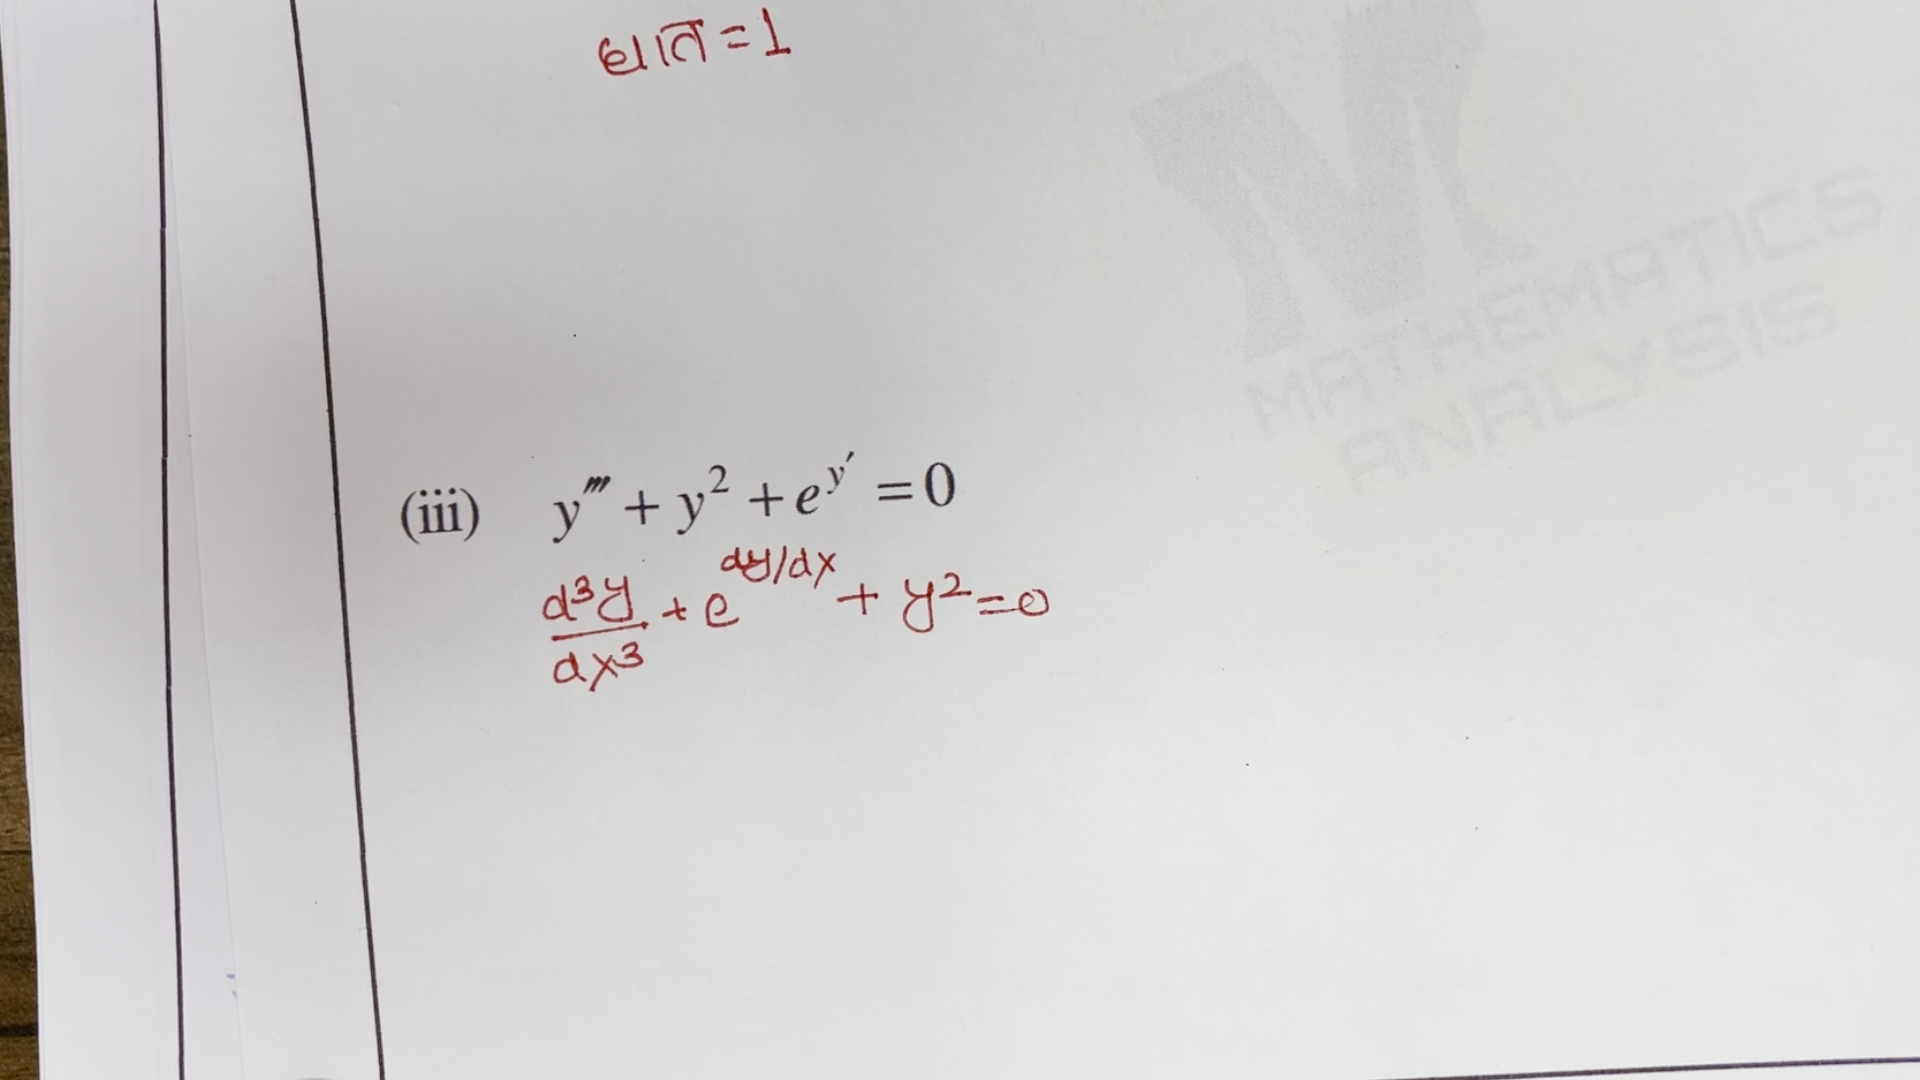 घात = 1
(iii) y''' + y² + e^{y'} = 0
d³y/dx³ + e^{dy/dx} + y² = 0
MATHEMATICS
ANALYSIS